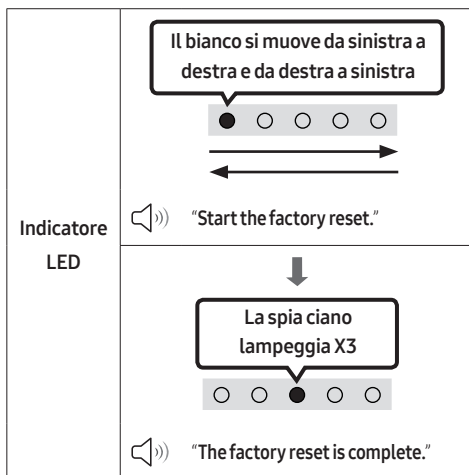 Il bianco si muove da sinistra a
destra e da destra a sinistra
"Start the factory reset."
Indicatore
LED
La spia ciano
lampeggia X3
"The factory reset is complete."